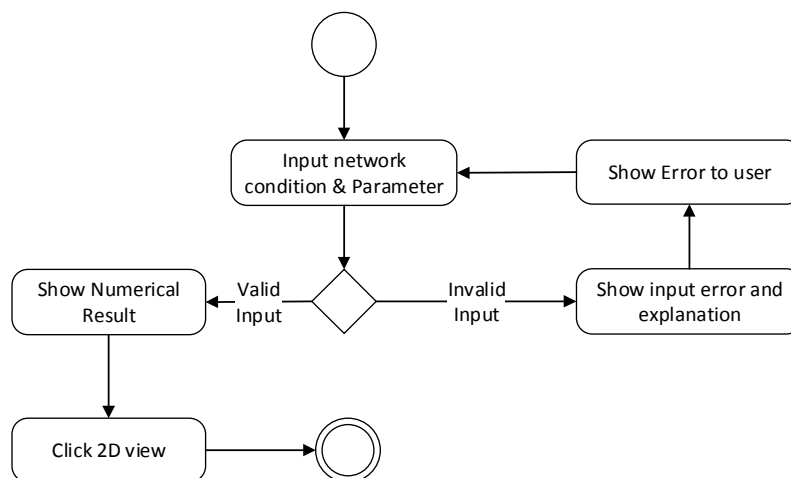 Input network
condition & Parameter
Show Error to user
Show Numerical
Result
Valid
Input
Invalid
Input
Show input error and
explanation
Click 2D view